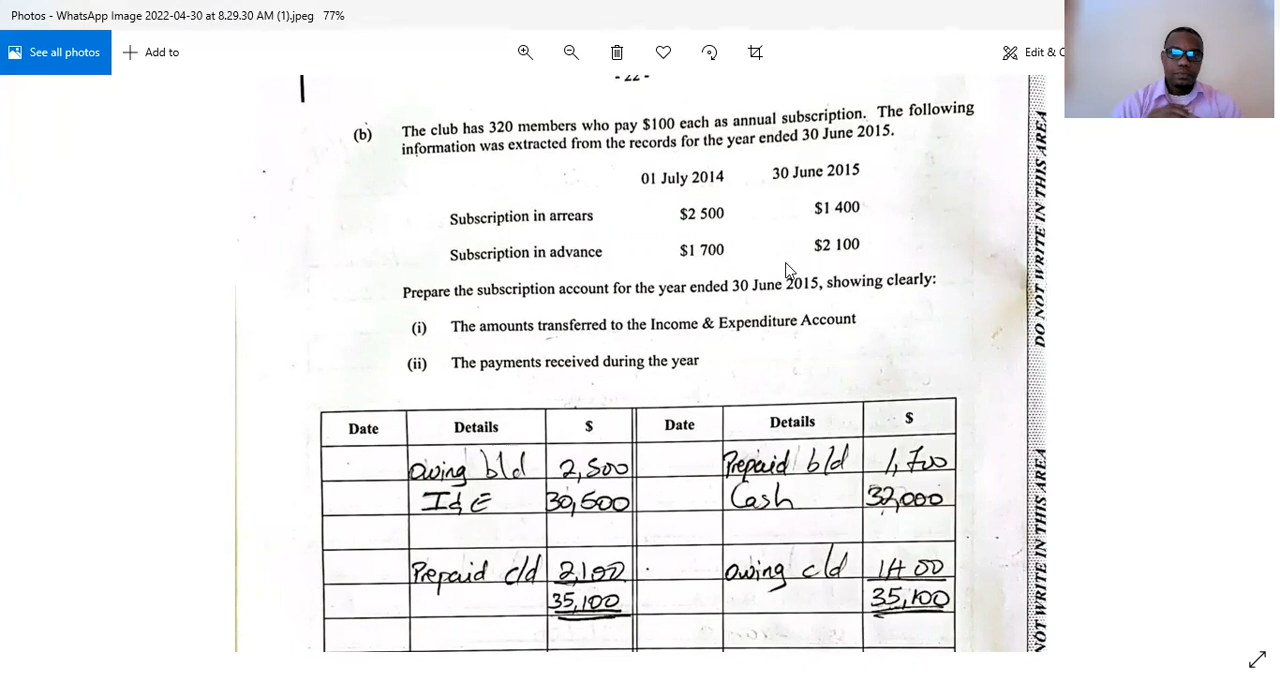 Photos - WhatsApp Image 2022-04-30 at 8.29.30 AM (1).jpeg 77%
See all photos
Add to
Edit & C
- 22 -
(b) The club has 320 members who pay $100 each as annual subscription. The following
information was extracted from the records for the year ended 30 June 2015.
01 July 2014 30 June 2015
Subscription in arrears $2 500 $1 400
Subscription in advance $1 700 $2 100
Prepare the subscription account for the year ended 30 June 2015, showing clearly:
(i) The amounts transferred to the Income & Expenditure Account
(ii) The payments received during the year
Date Details $ Date Details $
Owing b/d 2,500 Prepaid b/d 1,700
I & E 30,500 Cash 32,000
Prepaid c/d 2,100 Owing c/d 1400
35,100 35,100
DO NOT WRITE IN THIS AREA
NOT WRITE IN THIS AREA